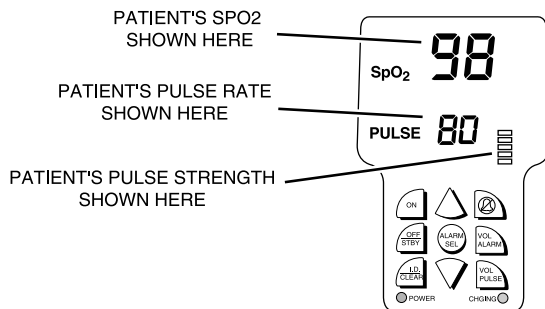 PATIENT'S SPO2
SHOWN HERE
98
SpO2
PATIENT'S PULSE RATE
SHOWN HERE
80
PULSE
PATIENT'S PULSE STRENGTH
SHOWN HERE
ON
OFF
STBY
ALARM
SEL
VOL
ALARM
I.D.
CLEAR
VOL
PULSE
POWER
CHGING